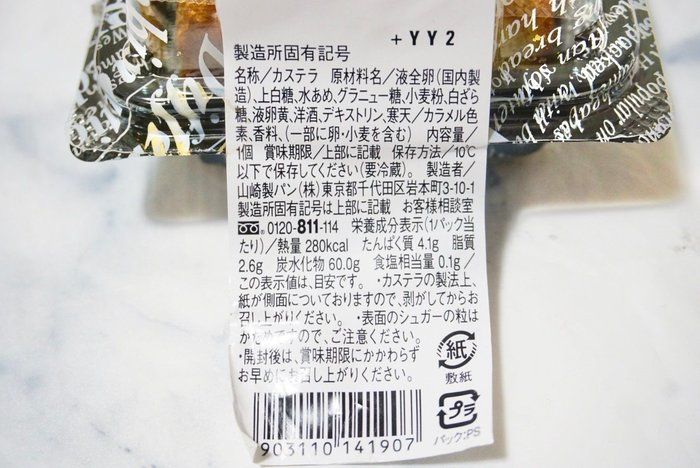 +YY2
製造所固有記号
名称／カステラ 原材料名／液全卵(国内製
造)、上白糖、水あめ、グラニュー糖、小麦粉、白ざら
糖、液卵黄、洋酒、デキストリン、寒天／カラメル色
素、香料、(一部に卵・小麦を含む) 内容量／
1個 賞味期限／上部に記載 保存方法／10℃
以下で保存してください(要冷蔵)。 製造者／
山崎製パン(株)東京都千代田区岩本町3-10-1
製造所固有記号は上部に記載 お客様相談室
0120-811-114 栄養成分表示(1パック当
たり)／熱量 280kcal たんぱく質 4.1g 脂質
2.6g 炭水化物 60.0g 食塩相当量 0.1g／
この表示値は、目安です。 ・カステラの製法上、
紙が側面についておりますので、剥がしてからお
召し上がりください。 ・表面のシュガーの粒は
かためですので、ご注意ください。
・開封後は、賞味期限にかかわらず
お早めにお召し上がりください。
紙
敷紙
プラ
パック:PS
903110 141907